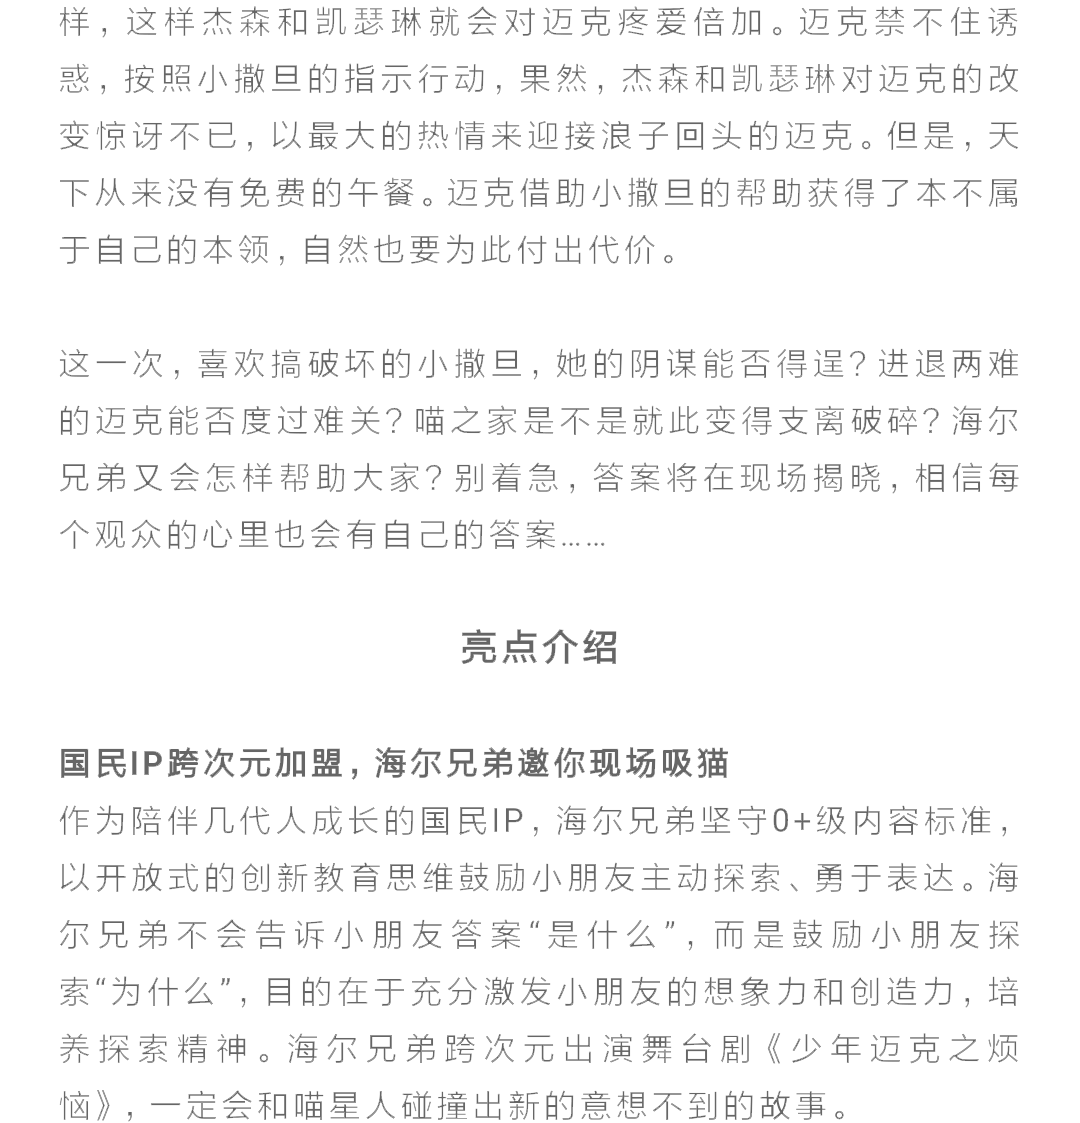 样，这样杰森和凯瑟琳就会对迈克疼爱倍加。迈克禁不住诱
惑，按照小撒旦的指示行动，果然，杰森和凯瑟琳对迈克的改
变惊讶不已，以最大的热情来迎接浪子回头的迈克。但是，天
下从来没有免费的午餐。迈克借助小撒旦的帮助获得了本不属
于自己的本领，自然也要为此付出代价。
这一次，喜欢搞破坏的小撒旦，她的阴谋能否得逞？进退两难
的迈克能否度过难关？喵之家是不是就此变得支离破碎？海尔
兄弟又会怎样帮助大家？别着急，答案将在现场揭晓，相信每
个观众的心里也会有自己的答案……
亮点介绍
国民IP跨次元加盟，海尔兄弟邀你现场吸猫
作为陪伴几代人成长的国民IP，海尔兄弟坚守0+级内容标准，
以开放式的创新教育思维鼓励小朋友主动探索、勇于表达。海
尔兄弟不会告诉小朋友答案“是什么”，而是鼓励小朋友探
索“为什么”，目的在于充分激发小朋友的想象力和创造力，培
养探索精神。海尔兄弟跨次元出演舞台剧《少年迈克之烦
恼》，一定会和喵星人碰撞出新的意想不到的故事。